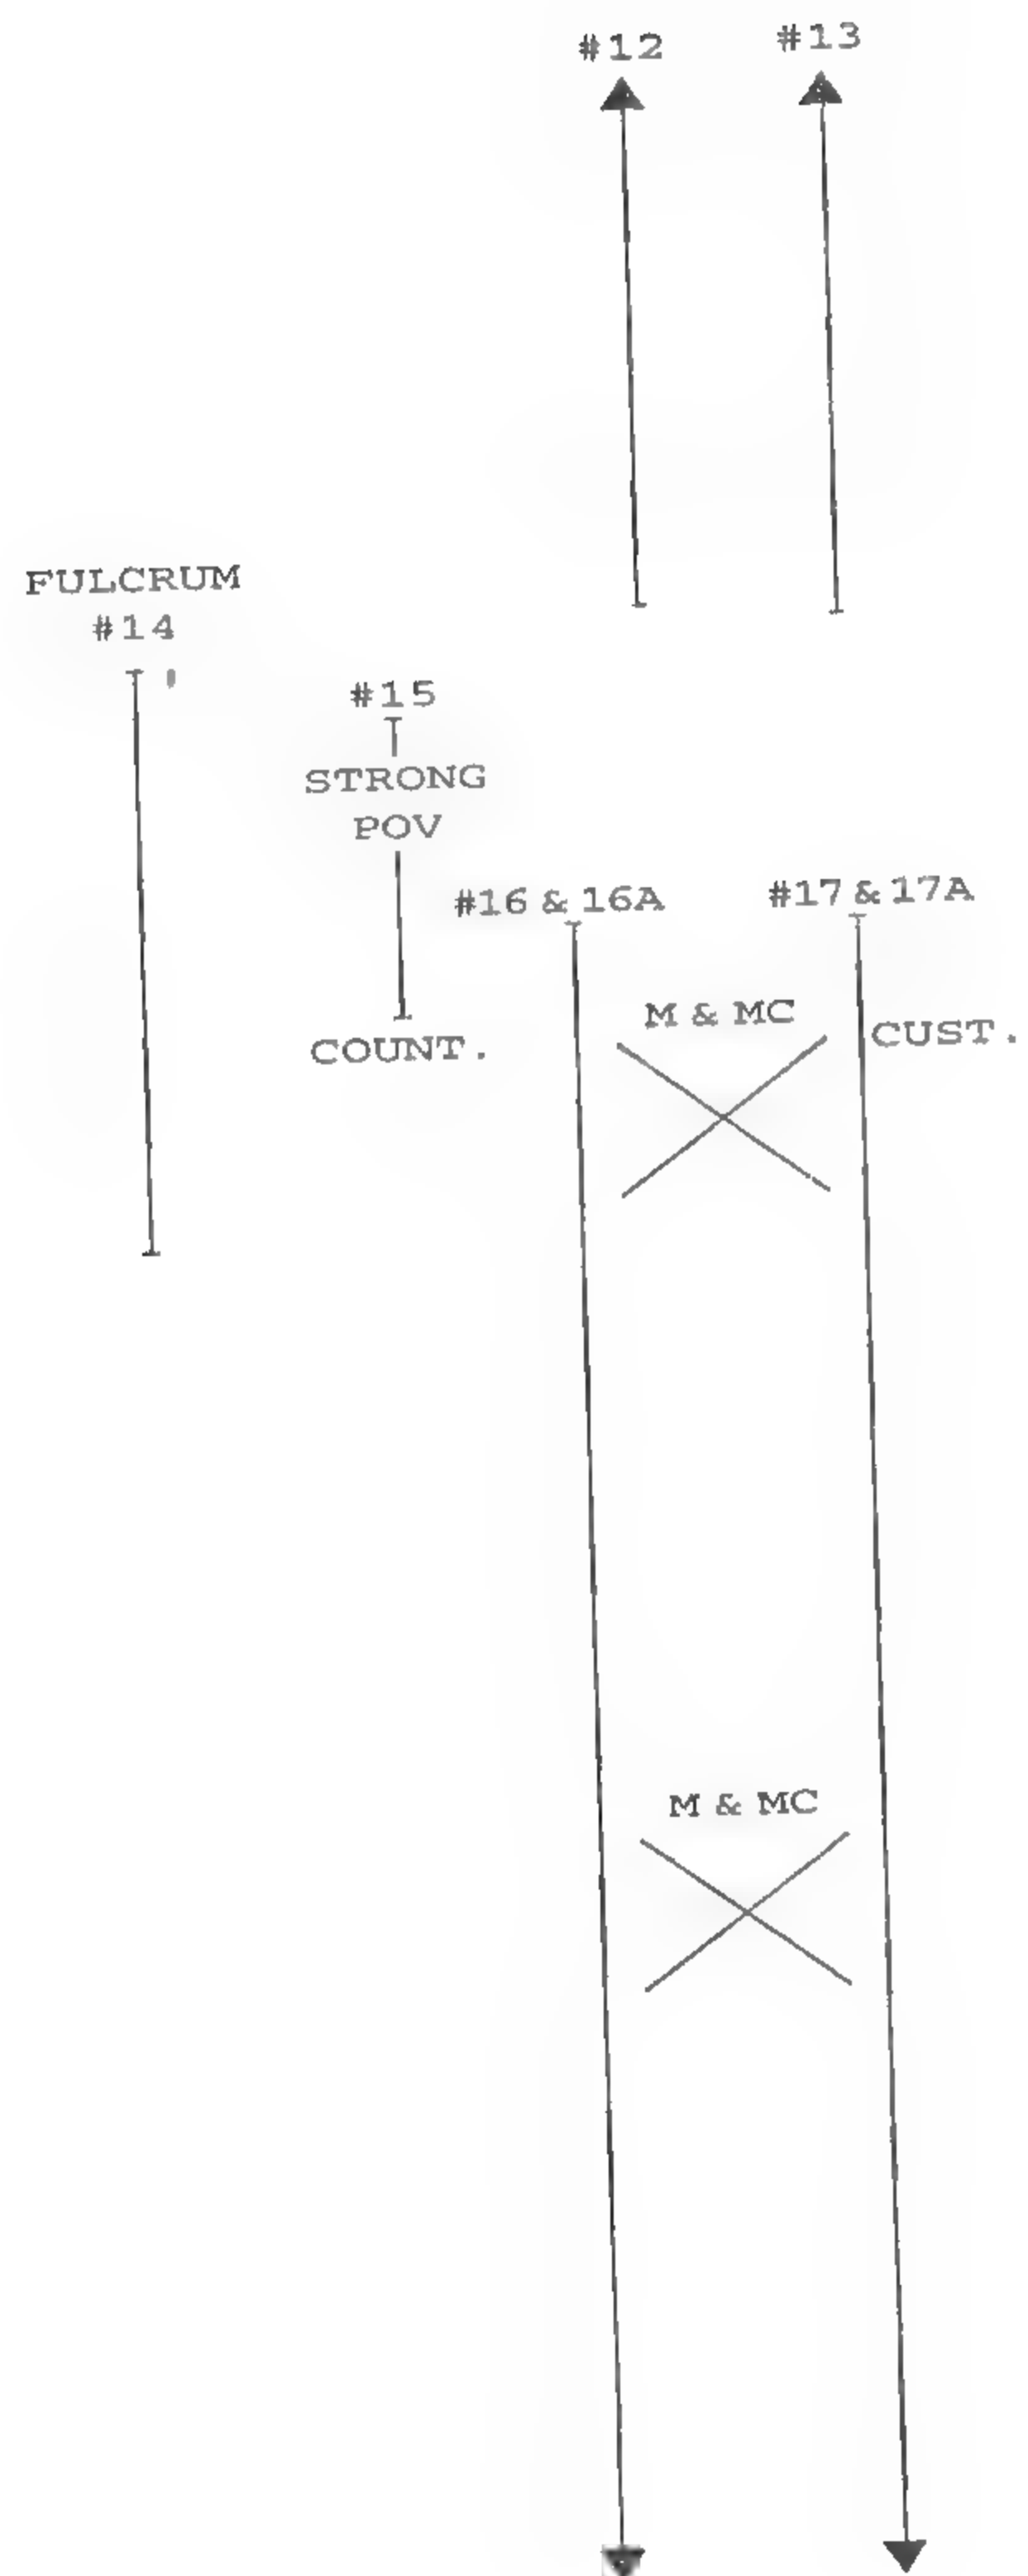 #12
#13
FULCRUM
#14
#15
STRONG
POV
COUNT.
#16 & 16A
#17 & 17A
M & MC
CUST.
M & MC